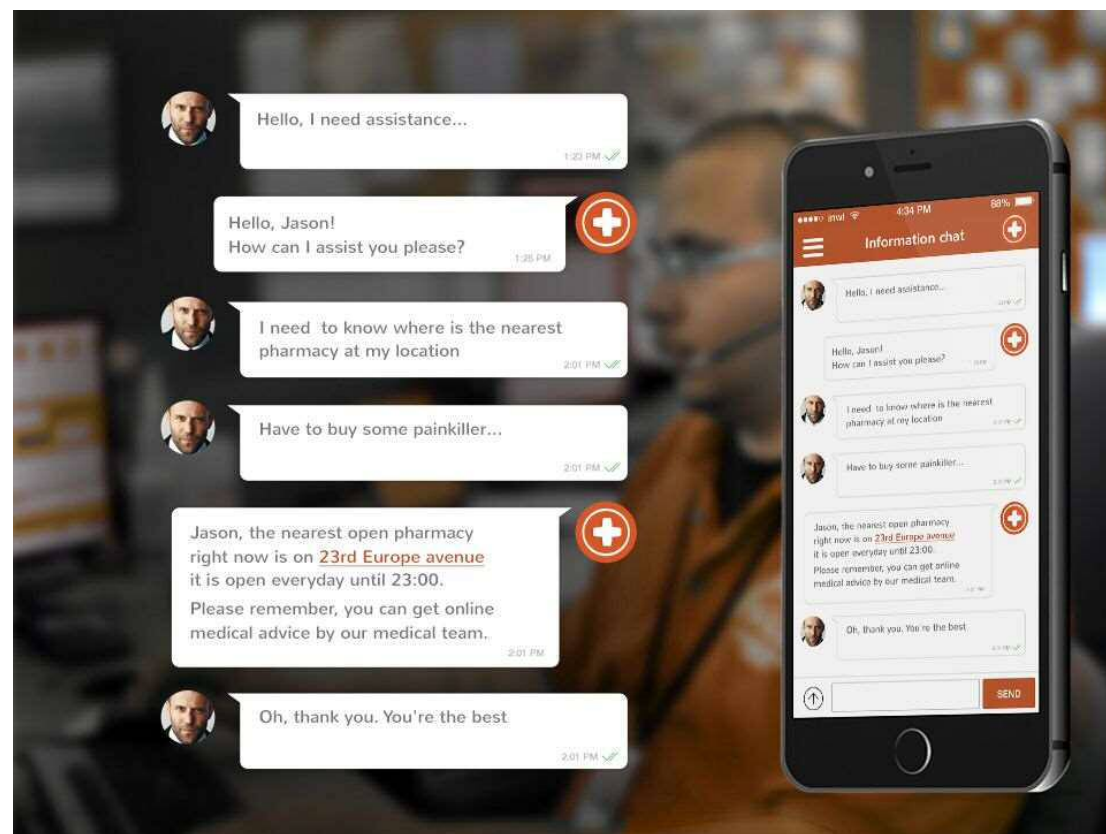 Hello, I need assistance...
1:23 PM
Hello, Jason!
How can I assist you please?
1:25 PM
I need to know where is the nearest
pharmacy at my location
2:01 PM
Have to buy some painkiller...
2:01 PM
Jason, the nearest open pharmacy
right now is on 23rd Europe avenue
it is open everyday until 23:00.
Please remember, you can get online
medical advice by our medical team.
2:01 PM
Oh, thank you. You're the best
2:01 PM
inwi
4:34 PM
88%
Information chat
Hello, I need assistance...
Hello, Jason!
How can I assist you please?
I need to know where is the nearest
pharmacy at my location
Have to buy some painkiller...
Jason, the nearest open pharmacy
right now is on 23rd Europe avenue
it is open everyday until 23:00.
Please remember, you can get online
medical advice by our medical team.
Oh, thank you. You're the best
SEND